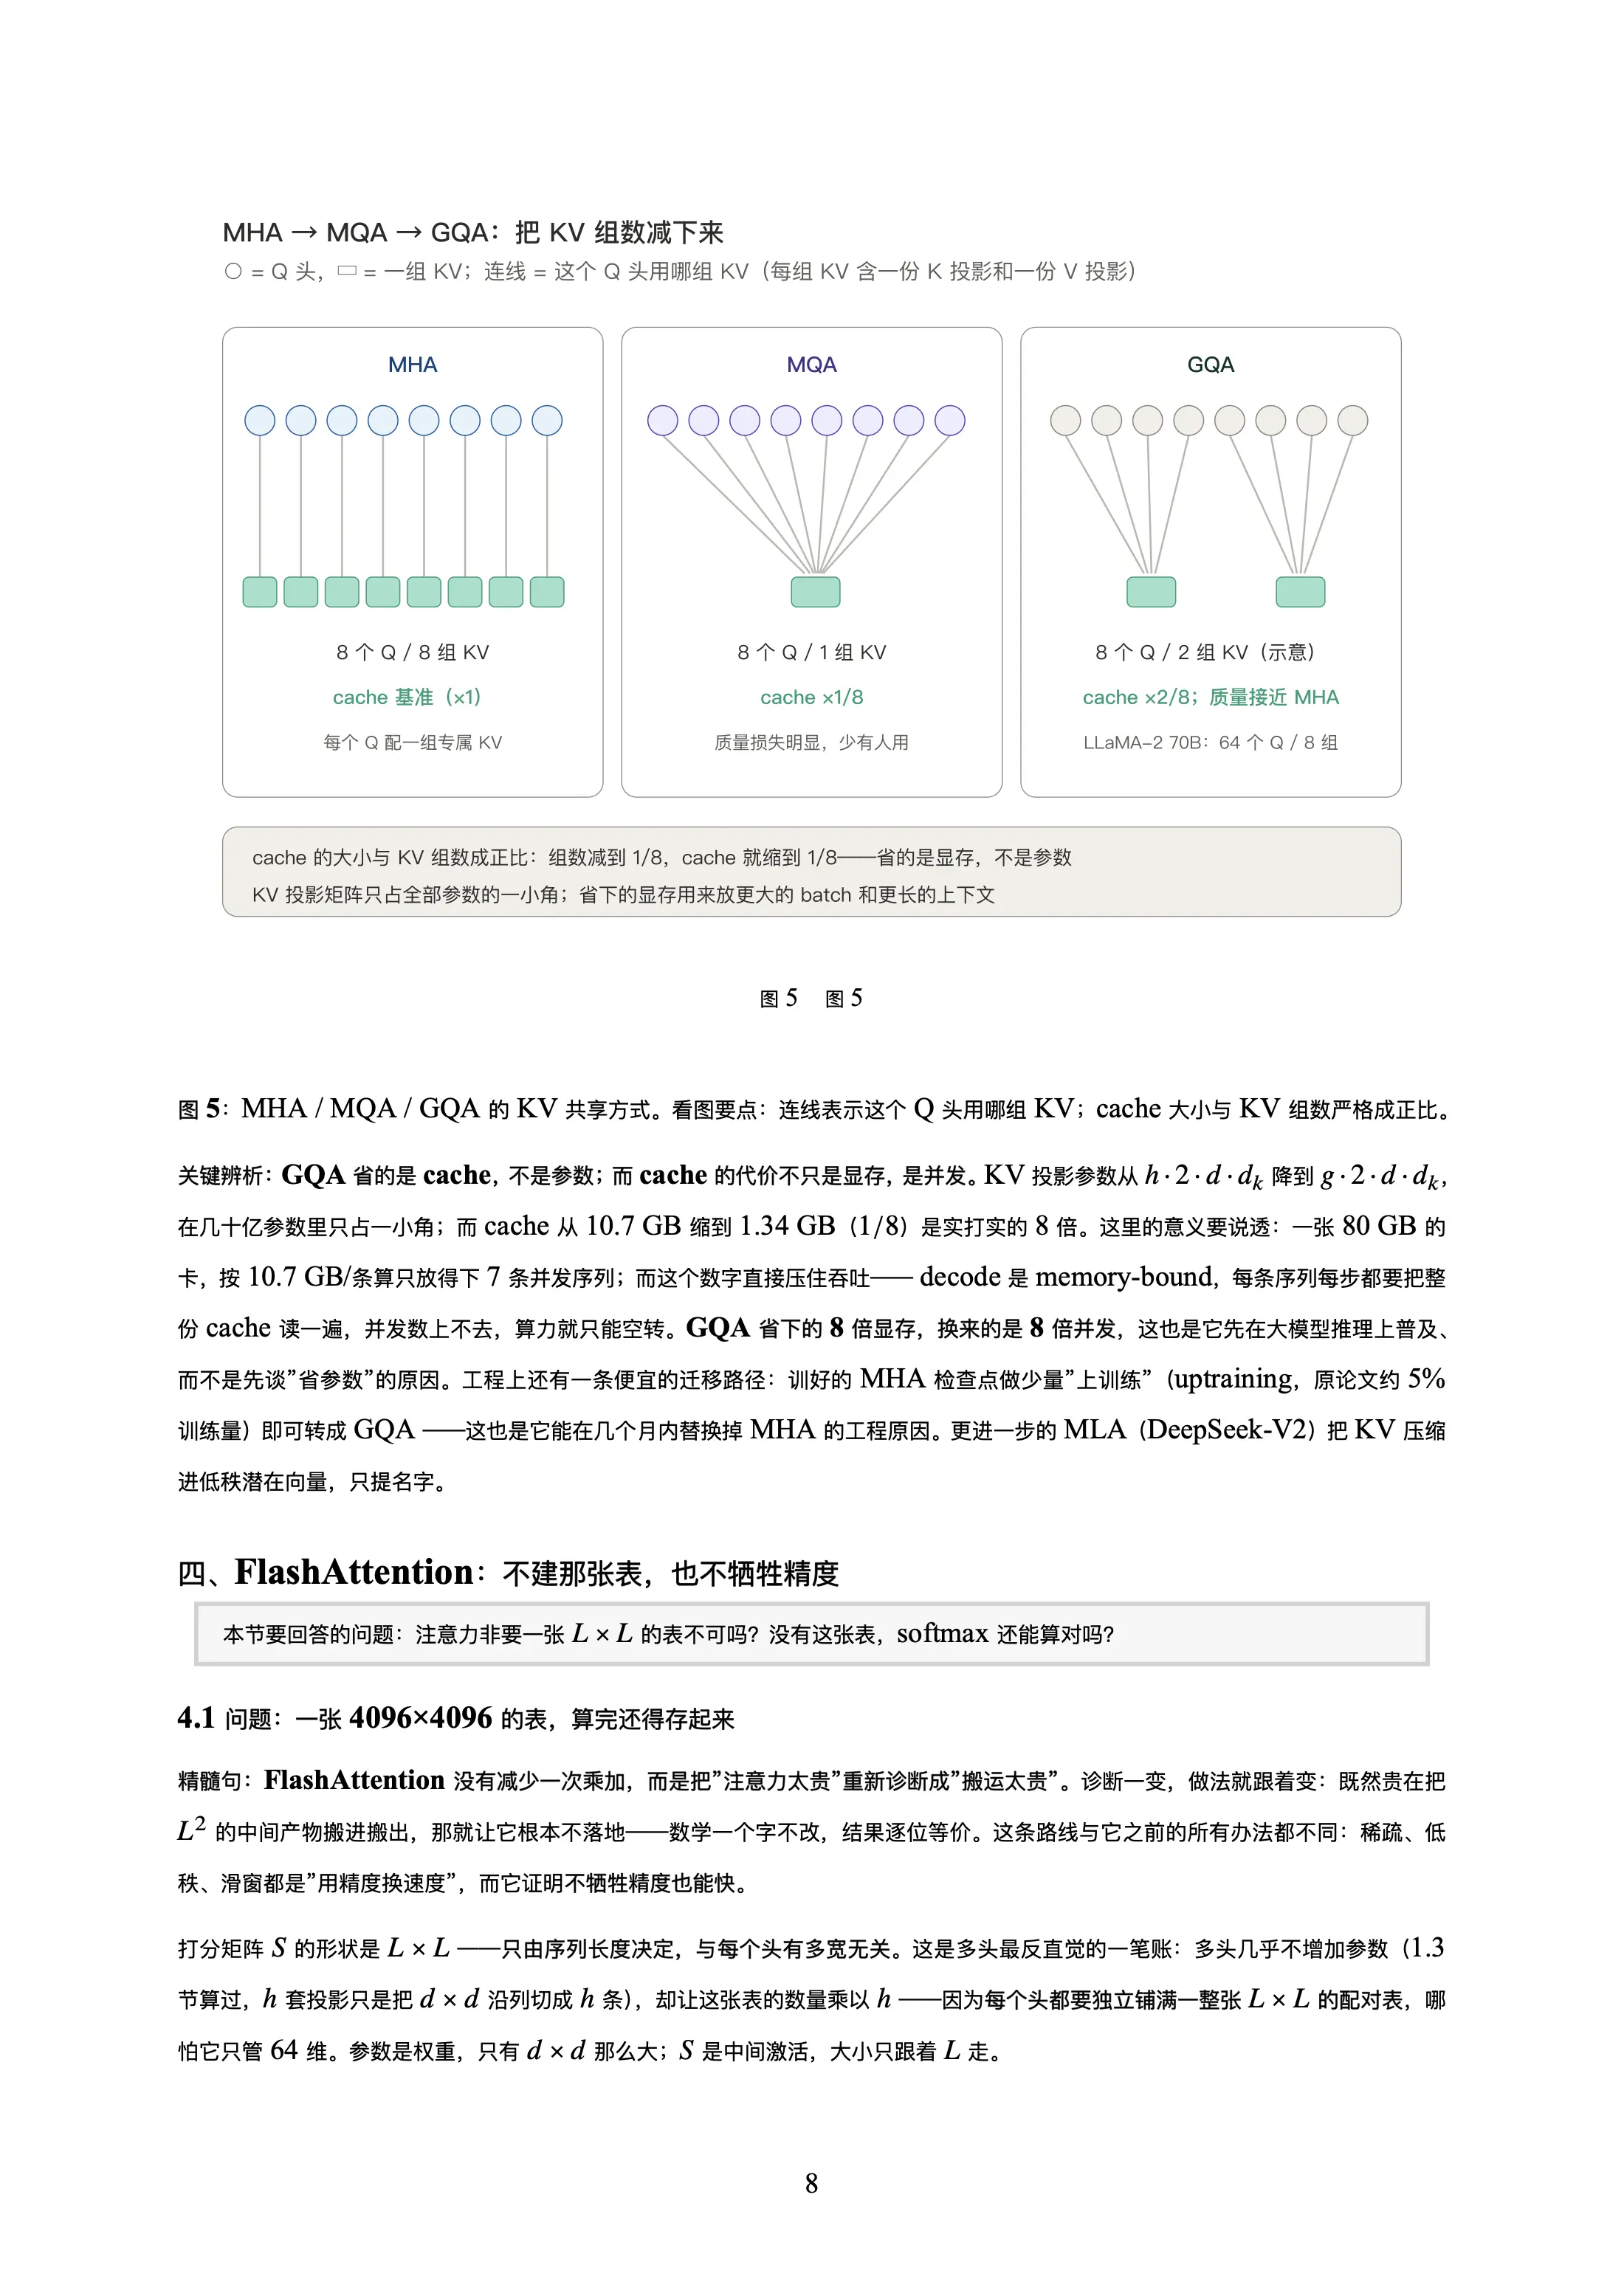 MHA → MQA → GQA：把 KV 组数减下来
○ = Q 头，▭ = 一组 KV；连线 = 这个 Q 头用哪组 KV（每组 KV 含一份 K 投影和一份 V 投影）
MHA
8 个 Q / 8 组 KV
cache 基准（×1）
每个 Q 配一组专属 KV
MQA
8 个 Q / 1 组 KV
cache ×1/8
质量损失明显，少有人用
GQA
8 个 Q / 2 组 KV（示意）
cache ×2/8；质量接近 MHA
LLaMA-2 70B：64 个 Q / 8 组
cache 的大小与 KV 组数成正比：组数减到 1/8，cache 就缩到 1/8——省的是显存，不是参数
KV 投影矩阵只占全部参数的一小角；省下的显存用来放更大的 batch 和更长的上下文
图 5 图 5
图 5：MHA / MQA / GQA 的 KV 共享方式。看图要点：连线表示这个 Q 头用哪组 KV；cache 大小与 KV 组数严格成正比。
关键辨析：GQA 省的是 cache，不是参数；而 cache 的代价不只是显存，是并发。KV 投影参数从 h · 2 · d · dₖ 降到 g · 2 · d · dₖ，
在几十亿参数里只占一小角；而 cache 从 10.7 GB 缩到 1.34 GB（1/8）是实打实的 8 倍。这里的意义要说透：一张 80 GB 的
卡，按 10.7 GB/条算只放得下 7 条并发序列；而这个数字直接压住吞吐—— decode 是 memory-bound，每条序列每步都要把整
份 cache 读一遍，并发数上不去，算力就只能空转。GQA 省下的 8 倍显存，换来的是 8 倍并发，这也是它先在大模型推理上普及、
而不是先谈”省参数”的原因。工程上还有一条便宜的迁移路径：训好的 MHA 检查点做少量”上训练”（uptraining，原论文约 5%
训练量）即可转成 GQA ——这也是它能在几个月内替换掉 MHA 的工程原因。更进一步的 MLA（DeepSeek-V2）把 KV 压缩
进低秩潜在向量，只提名字。
四、FlashAttention：不建那张表，也不牺牲精度
本节要回答的问题：注意力非要一张 L × L 的表不可吗？没有这张表，softmax 还能算对吗？
4.1 问题：一张 4096×4096 的表，算完还得存起来
精髓句：FlashAttention 没有减少一次乘加，而是把”注意力太贵”重新诊断成”搬运太贵”。诊断一变，做法就跟着变：既然贵在把
L² 的中间产物搬进搬出，那就让它根本不落地——数学一个字不改，结果逐位等价。这条路线与它之前的所有办法都不同：稀疏、低
秩、滑窗都是”用精度换速度”，而它证明不牺牲精度也能快。
打分矩阵 S 的形状是 L × L ——只由序列长度决定，与每个头有多宽无关。这是多头最反直觉的一笔账：多头几乎不增加参数（1.3
节算过，h 套投影只是把 d × d 沿列切成 h 条），却让这张表的数量乘以 h ——因为每个头都要独立铺满一整张 L × L 的配对表，哪
怕它只管 64 维。参数是权重，只有 d × d 那么大；S 是中间激活，大小只跟着 L 走。
8